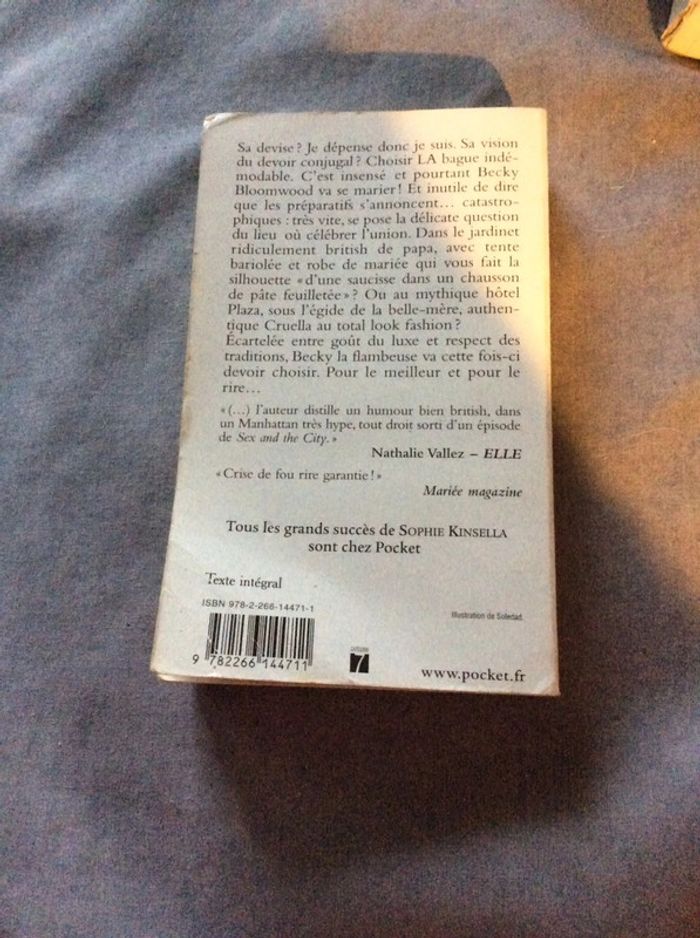 Sa devise ? Je dépense donc je suis. Sa vision
du devoir conjugal ? Choisir LA bague indé-
modable. C'est insensé et pourtant Becky
Bloomwood va se marier ! Et inutile de dire
que les préparatifs s'annoncent… catastro-
phiques : très vite, se pose la délicate question
du lieu où célébrer l'union. Dans le jardinet
ridiculement british de papa, avec tente
bariolée et robe de mariée qui vous fait la
silhouette « d'une saucisse dans un chausson
de pâte feuilletée » ? Ou au mythique hôtel
Plaza, sous l'égide de la belle-mère, authen-
tique Cruella au total look fashion ?
Écartelée entre goût du luxe et respect des
traditions, Becky la flambeuse va cette fois-ci
devoir choisir. Pour le meilleur et pour le
rire…
« (…) l'auteur distille un humour bien british, dans
un Manhattan très hype, tout droit sorti d'un épisode
de Sex and the City. »
Nathalie Vallez – ELLE
« Crise de fou rire garantie ! »
Mariée magazine
Tous les grands succès de SOPHIE KINSELLA
sont chez Pocket
Texte intégral
ISBN 978-2-266-14471-1
Illustration de Soledad.
9 782266 144711
7
www.pocket.fr